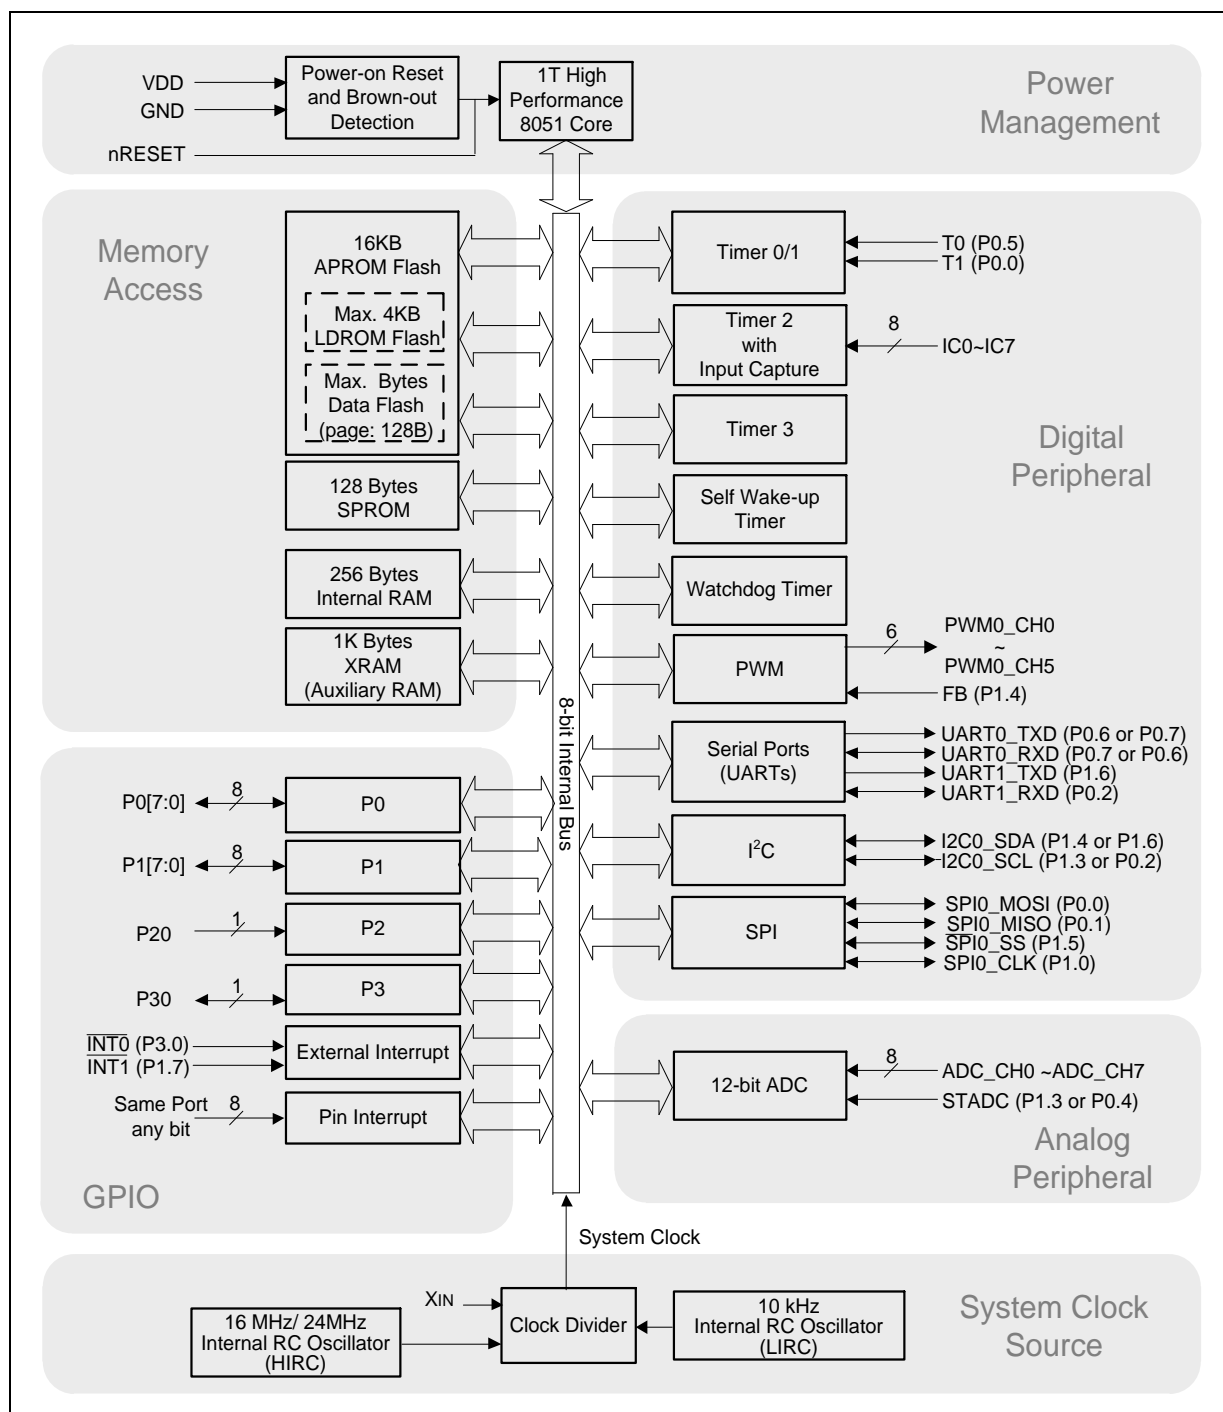 VDD
GND
nRESET
Power-on Reset
and Brown-out
Detection
1T High
Performance
8051 Core
Power
Management
Memory
Access
16KB
APROM Flash
Max. 4KB
LDROM Flash
Max. Bytes
Data Flash
(page: 128B)
128 Bytes
SPROM
256 Bytes
Internal RAM
1K Bytes
XRAM
(Auxiliary RAM)
8-bit Internal Bus
Timer 0/1
T0 (P0.5)
T1 (P0.0)
Timer 2
with
Input Capture
8
IC0~IC7
Timer 3
Self Wake-up
Timer
Watchdog Timer
PWM
6
PWM0_CH0
~
PWM0_CH5
FB (P1.4)
Serial Ports
(UARTs)
UART0_TXD (P0.6 or P0.7)
UART0_RXD (P0.7 or P0.6)
UART1_TXD (P1.6)
UART1_RXD (P0.2)
I²C
I2C0_SDA (P1.4 or P1.6)
I2C0_SCL (P1.3 or P0.2)
SPI
SPI0_MOSI (P0.0)
SPI0_MISO (P0.1)
SPI0_SS (P1.5)
SPI0_CLK (P1.0)
Digital
Peripheral
P0[7:0]
8
P0
P1[7:0]
8
P1
P20
1
P2
P30
1
P3
INT0 (P3.0)
INT1 (P1.7)
External Interrupt
Same Port
any bit
8
Pin Interrupt
GPIO
12-bit ADC
8
ADC_CH0 ~ADC_CH7
STADC (P1.3 or P0.4)
Analog
Peripheral
System Clock
XIN
16 MHz/ 24MHz
Internal RC Oscillator
(HIRC)
Clock Divider
10 kHz
Internal RC Oscillator
(LIRC)
System Clock
Source